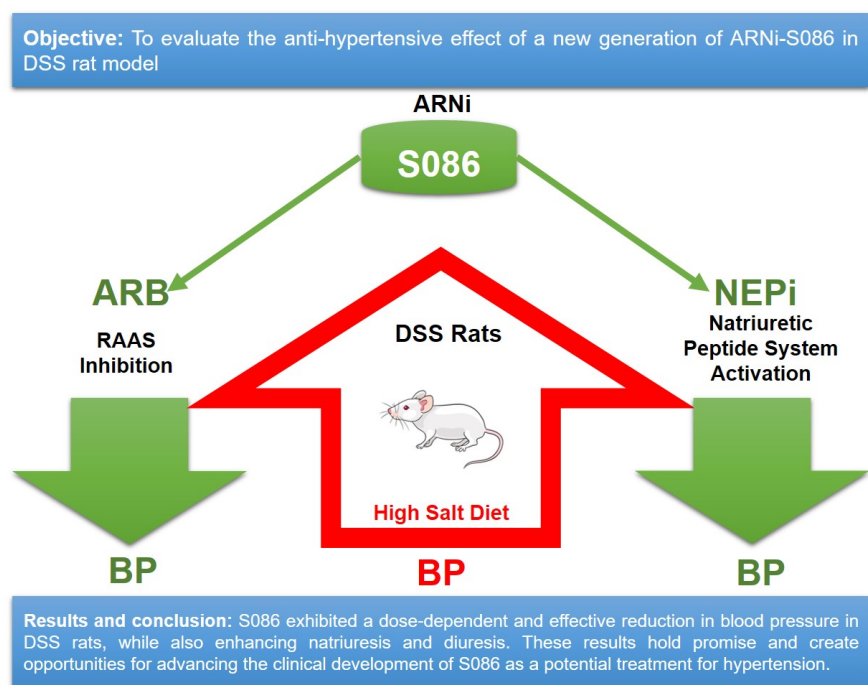 Objective: To evaluate the anti-hypertensive effect of a new generation of ARNi-S086 in
DSS rat model
ARNi
S086
ARB
RAAS
Inhibition
NEPi
Natriuretic
Peptide System
Activation
DSS Rats
High Salt Diet
BP
BP
BP
Results and conclusion: S086 exhibited a dose-dependent and effective reduction in blood pressure in
DSS rats, while also enhancing natriuresis and diuresis. These results hold promise and create
opportunities for advancing the clinical development of S086 as a potential treatment for hypertension.